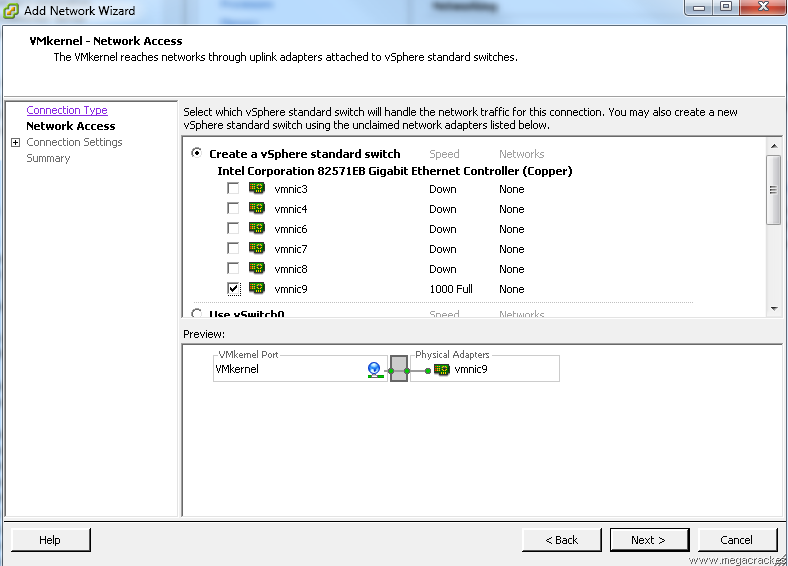 Add Network Wizard
VMkernel - Network Access
The VMkernel reaches networks through uplink adapters attached to vSphere standard switches.
Connection Type
Network Access
Connection Settings
Summary
Select which vSphere standard switch will handle the network traffic for this connection. You may also create a new
vSphere standard switch using the unclaimed network adapters listed below.
Create a vSphere standard switch Speed Networks
Intel Corporation 82571EB Gigabit Ethernet Controller (Copper)
vmnic3 Down None
vmnic4 Down None
vmnic6 Down None
vmnic7 Down None
vmnic8 Down None
vmnic9 1000 Full None
Use vSwitch0 Speed Networks
Preview:
VMkernel Port
VMkernel
Physical Adapters
vmnic9
Help
< Back
Next >
Cancel
www.megacracker